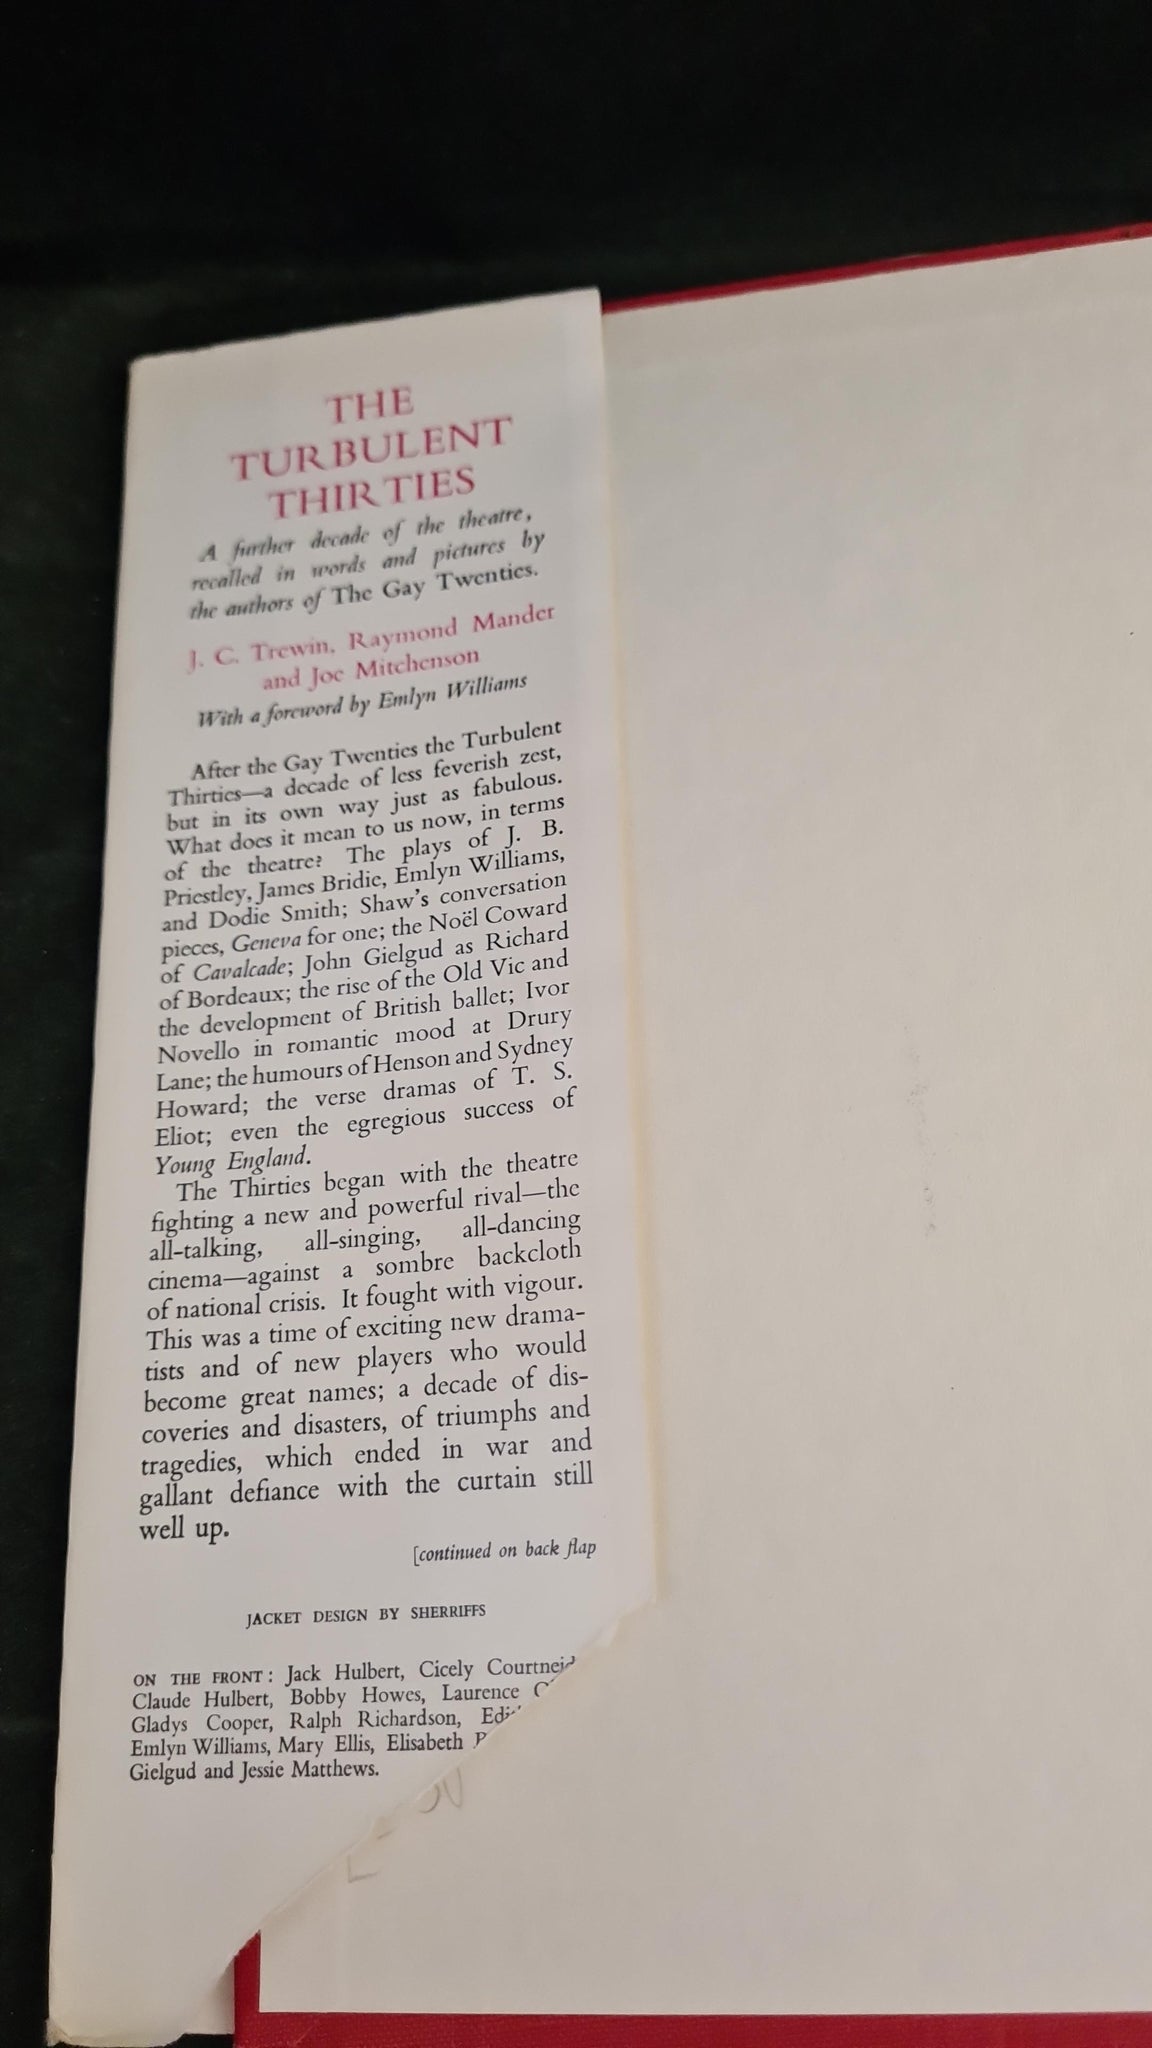 THE
TURBULENT
THIRTIES
A further decade of the theatre,
recalled in words and pictures by
the authors of The Gay Twenties.
J. C. Trewin, Raymond Mander
and Joe Mitchenson
With a foreword by Emlyn Williams
After the Gay Twenties the Turbulent
Thirties—a decade of less feverish zest,
but in its own way just as fabulous.
What does it mean to us now, in terms
of the theatre? The plays of J. B.
Priestley, James Bridie, Emlyn Williams,
and Dodie Smith; Shaw's conversation
pieces, Geneva for one; the Noël Coward
of Cavalcade; John Gielgud as Richard
of Bordeaux; the rise of the Old Vic and
the development of British ballet; Ivor
Novello in romantic mood at Drury
Lane; the humours of Henson and Sydney
Howard; the verse dramas of T. S.
Eliot; even the egregious success of
Young England.
The Thirties began with the theatre
fighting a new and powerful rival—the
all-talking, all-singing, all-dancing
cinema—against a sombre backcloth
of national crisis. It fought with vigour.
This was a time of exciting new drama-
tists and of new players who would
become great names; a decade of dis-
coveries and disasters, of triumphs and
tragedies, which ended in war and
gallant defiance with the curtain still
well up.
[continued on back flap
JACKET DESIGN BY SHERRIFFS
ON THE FRONT: Jack Hulbert, Cicely Courtneid
Claude Hulbert, Bobby Howes, Laurence
Gladys Cooper, Ralph Richardson,
Emlyn Williams, Mary Ellis, Elisabeth
Gielgud and Jessie Matthews.